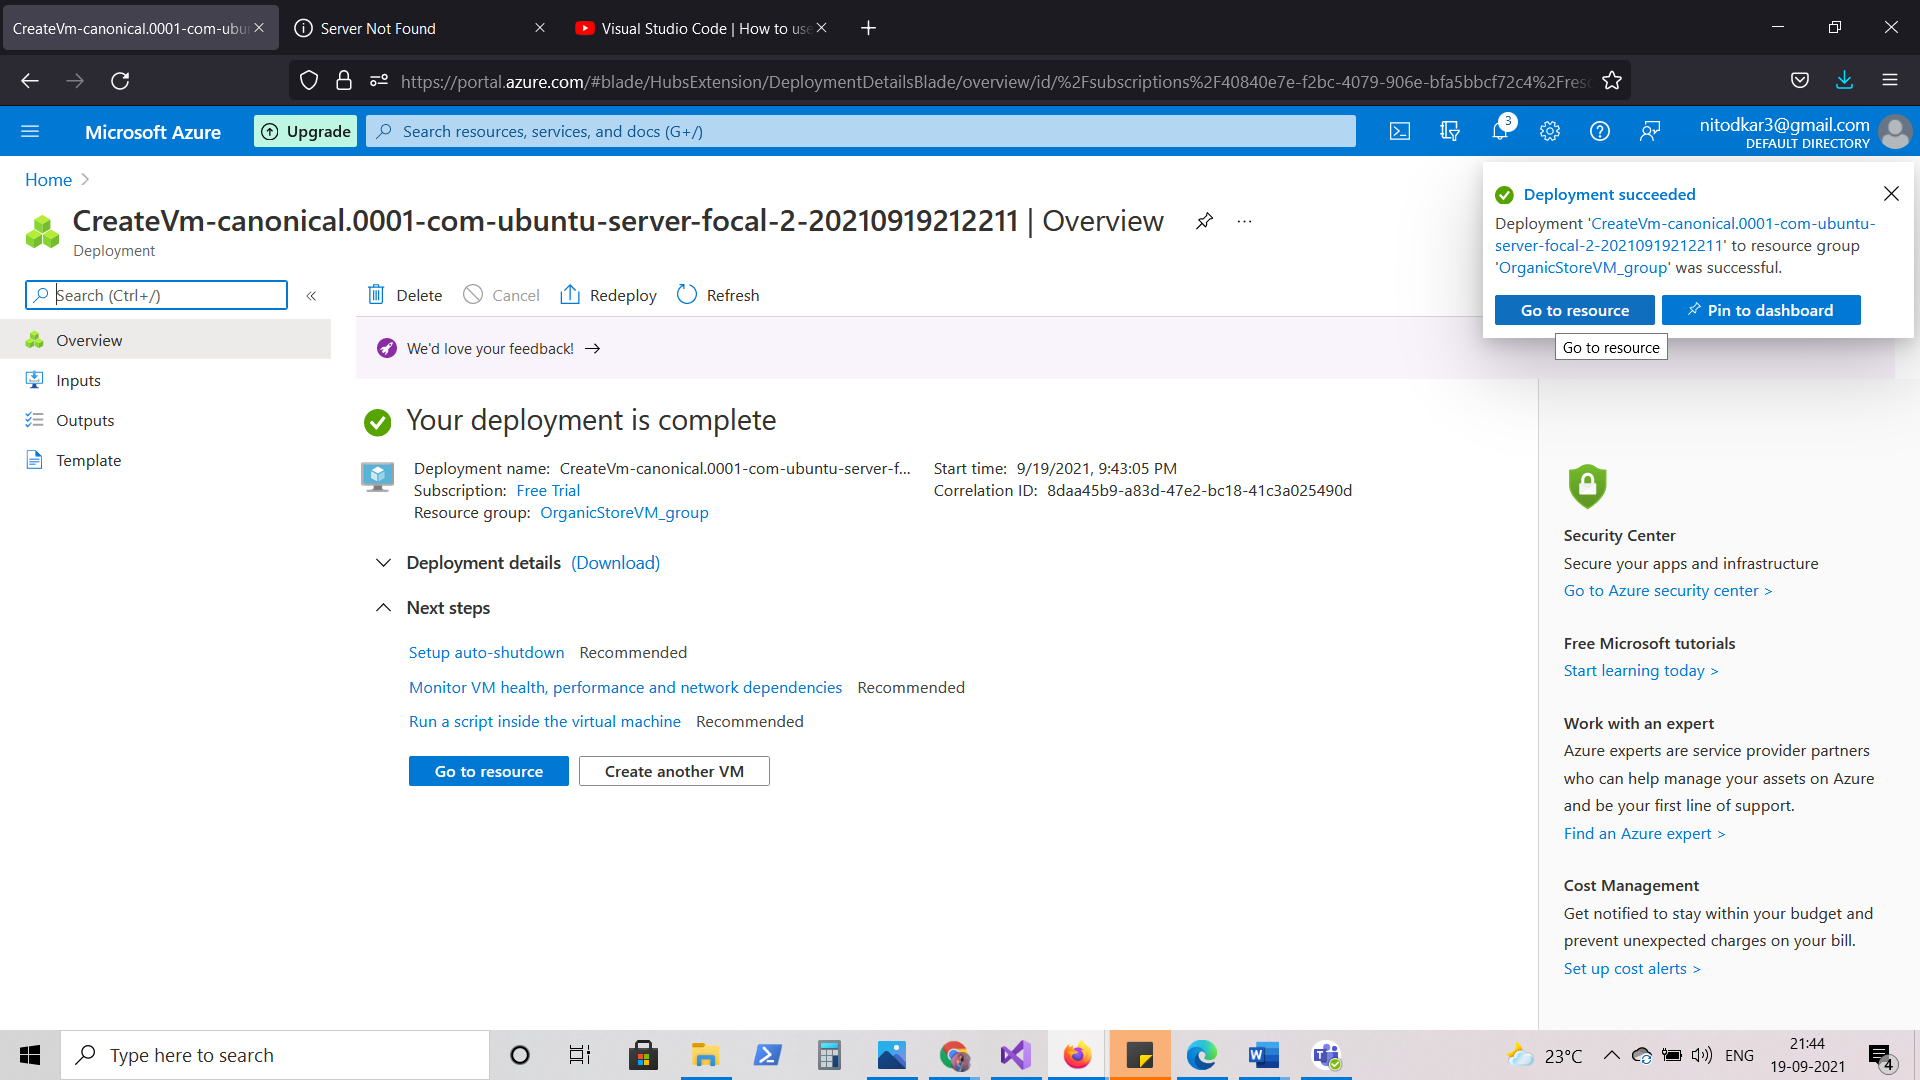 CreateVm-canonical.0001-com-ubu
Server Not Found
Visual Studio Code | How to use
https://portal.azure.com/#blade/HubsExtension/DeploymentDetailsBlade/overview/id/%2Fsubscriptions%2F40840e7e-f2bc-4079-906e-bfa5bbcf72c4%2Freso
Microsoft Azure
Upgrade
Search resources, services, and docs (G+/)
3
nitodkar3@gmail.com
DEFAULT DIRECTORY
Home
CreateVm-canonical.0001-com-ubuntu-server-focal-2-20210919212211 | Overview
Deployment
Search (Ctrl+/)
Overview
Inputs
Outputs
Template
Delete
Cancel
Redeploy
Refresh
We'd love your feedback!
Your deployment is complete
Deployment name: CreateVm-canonical.0001-com-ubuntu-server-f...
Subscription: Free Trial
Resource group: OrganicStoreVM_group
Start time: 9/19/2021, 9:43:05 PM
Correlation ID: 8daa45b9-a83d-47e2-bc18-41c3a025490d
Deployment details (Download)
Next steps
Setup auto-shutdown Recommended
Monitor VM health, performance and network dependencies Recommended
Run a script inside the virtual machine Recommended
Go to resource
Create another VM
Deployment succeeded
Deployment 'CreateVm-canonical.0001-com-ubuntu-
server-focal-2-20210919212211' to resource group
'OrganicStoreVM_group' was successful.
Go to resource
Pin to dashboard
Go to resource
Security Center
Secure your apps and infrastructure
Go to Azure security center >
Free Microsoft tutorials
Start learning today >
Work with an expert
Azure experts are service provider partners
who can help manage your assets on Azure
and be your first line of support.
Find an Azure expert >
Cost Management
Get notified to stay within your budget and
prevent unexpected charges on your bill.
Set up cost alerts >
Type here to search
23°C
ENG
21:44
19-09-2021
4